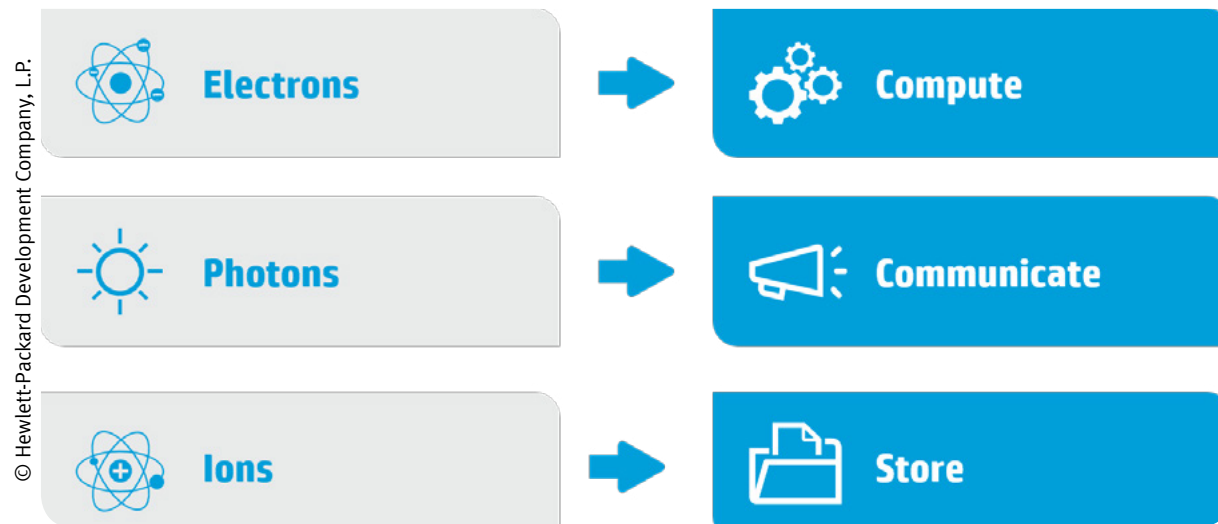 © Hewlett-Packard Development Company, L.P.
Electrons
Compute
Photons
Communicate
Ions
Store